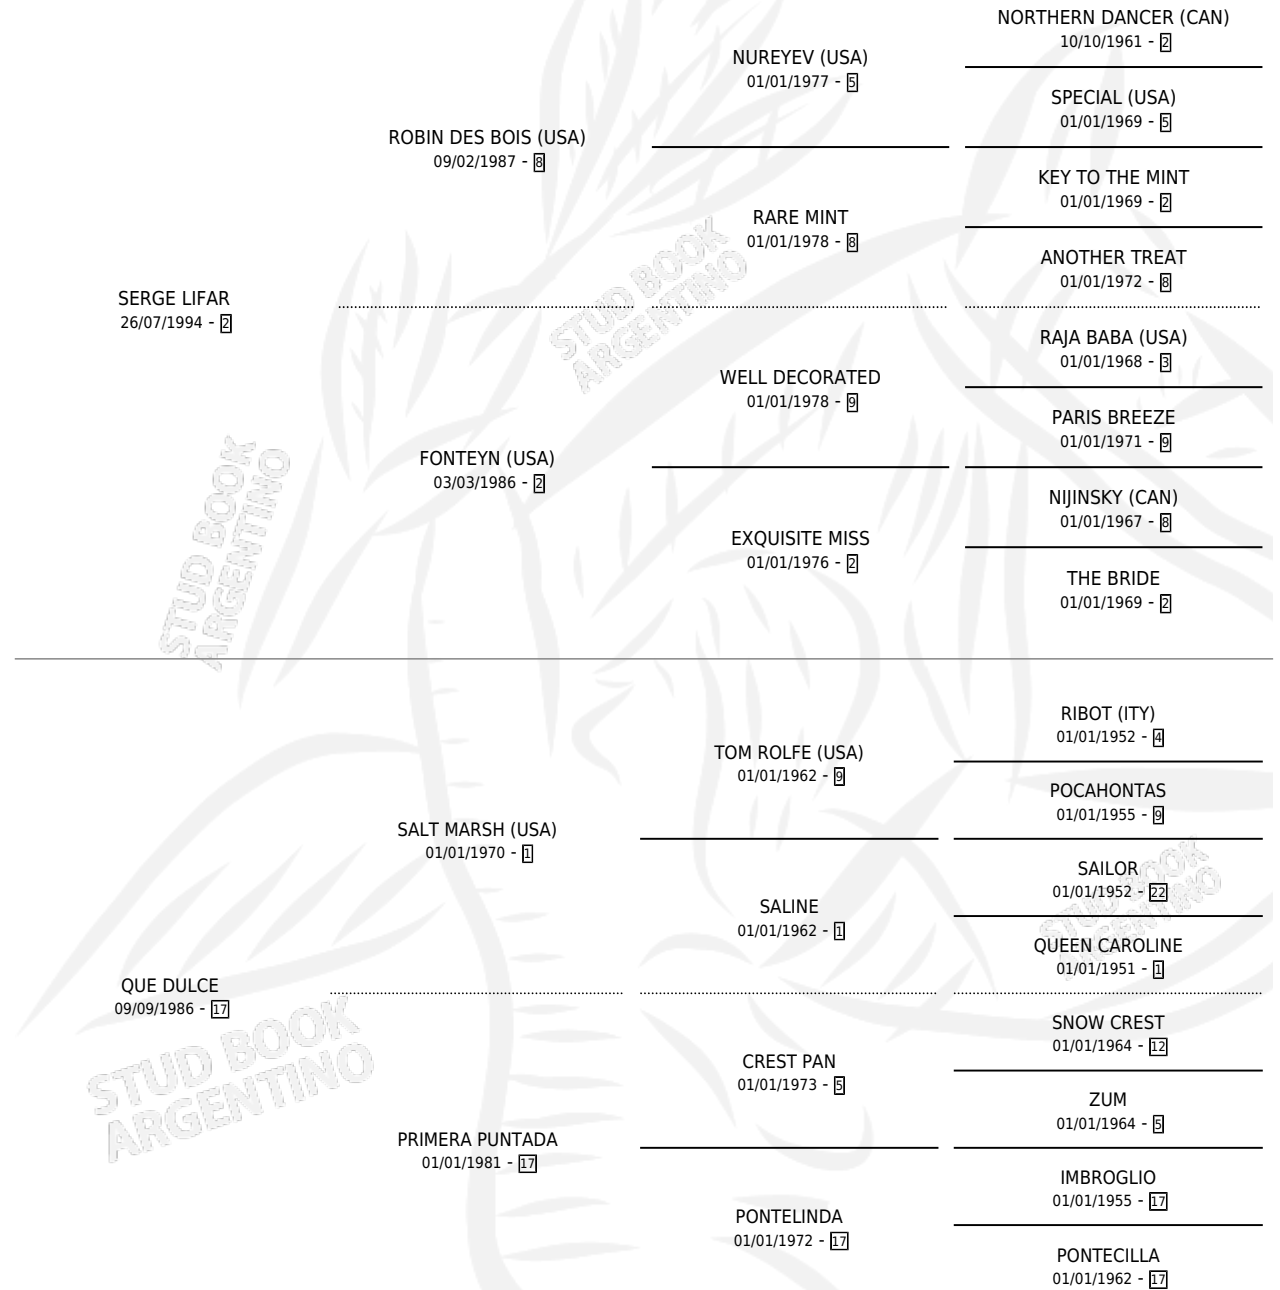 NORTHERN DANCER (CAN)
10/10/1961 - 2
NUREYEV (USA)
01/01/1977 - 5
SPECIAL (USA)
01/01/1969 - 5
ROBIN DES BOIS (USA)
09/02/1987 - 8
KEY TO THE MINT
01/01/1969 - 2
RARE MINT
01/01/1978 - 8
ANOTHER TREAT
01/01/1972 - 8
SERGE LIFAR
26/07/1994 - 2
RAJA BABA (USA)
01/01/1968 - 3
WELL DECORATED
01/01/1978 - 9
PARIS BREEZE
01/01/1971 - 9
FONTEYN (USA)
03/03/1986 - 2
NIJINSKY (CAN)
01/01/1967 - 8
EXQUISITE MISS
01/01/1976 - 2
THE BRIDE
01/01/1969 - 2
RIBOT (ITY)
01/01/1952 - 4
TOM ROLFE (USA)
01/01/1962 - 9
POCAHONTAS
01/01/1955 - 9
SALT MARSH (USA)
01/01/1970 - 1
SAILOR
01/01/1952 - 22
SALINE
01/01/1962 - 1
QUEEN CAROLINE
01/01/1951 - 1
QUE DULCE
09/09/1986 - 17
SNOW CREST
01/01/1964 - 12
CREST PAN
01/01/1973 - 5
ZUM
01/01/1964 - 5
PRIMERA PUNTADA
01/01/1981 - 17
IMBROGLIO
01/01/1955 - 17
PONTELINDA
01/01/1972 - 17
PONTECILLA
01/01/1962 - 17
STUD BOOK
ARGENTINO
STUD BOOK
ARGENTINO
STUD BOOK
ARGENTINO
STUD BOOK
ARGENTINO